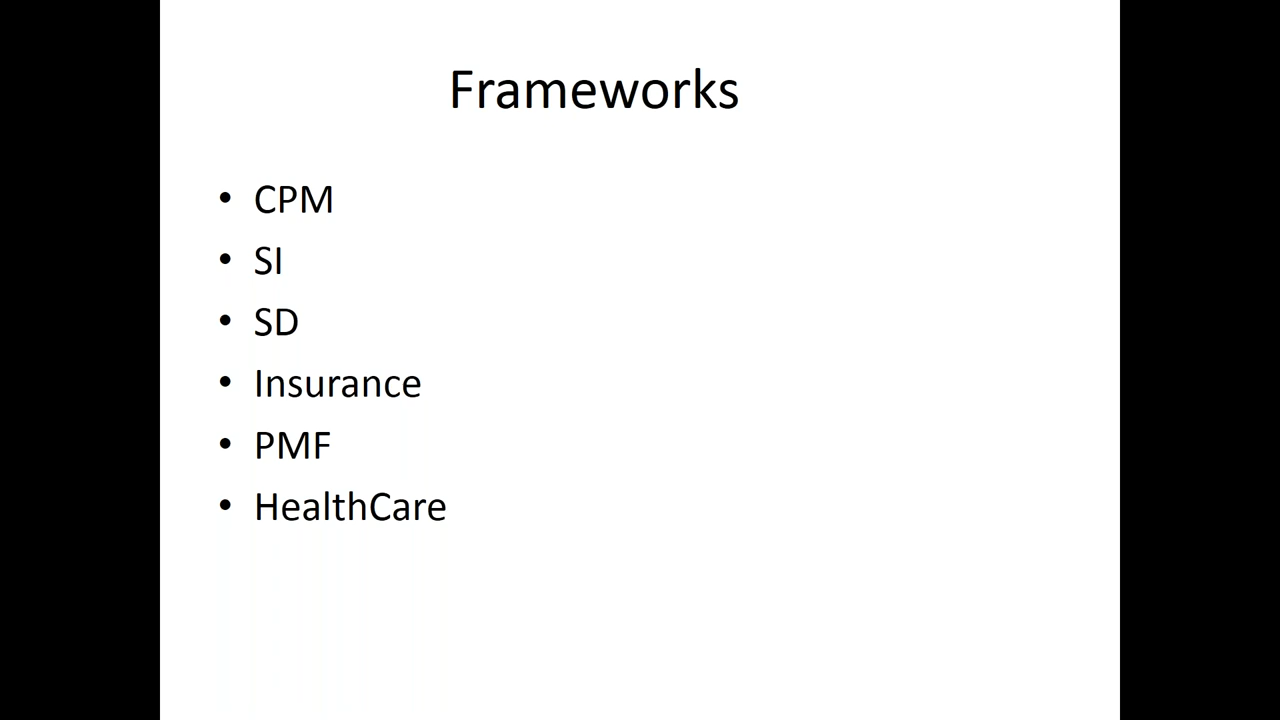 Frameworks
• CPM
• SI
• SD
• Insurance
• PMF
• HealthCare